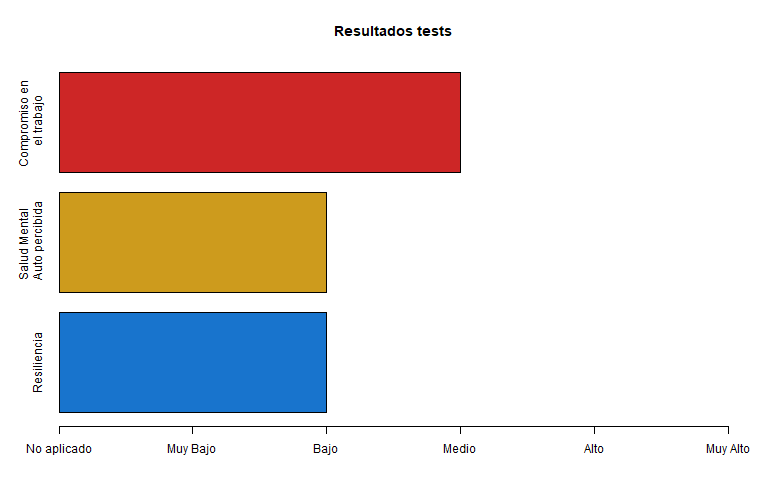 Resultados tests
Compromiso en
el trabajo
Salud Mental
Auto percibida
Resiliencia
No aplicado
Muy Bajo
Bajo
Medio
Alto
Muy Alto